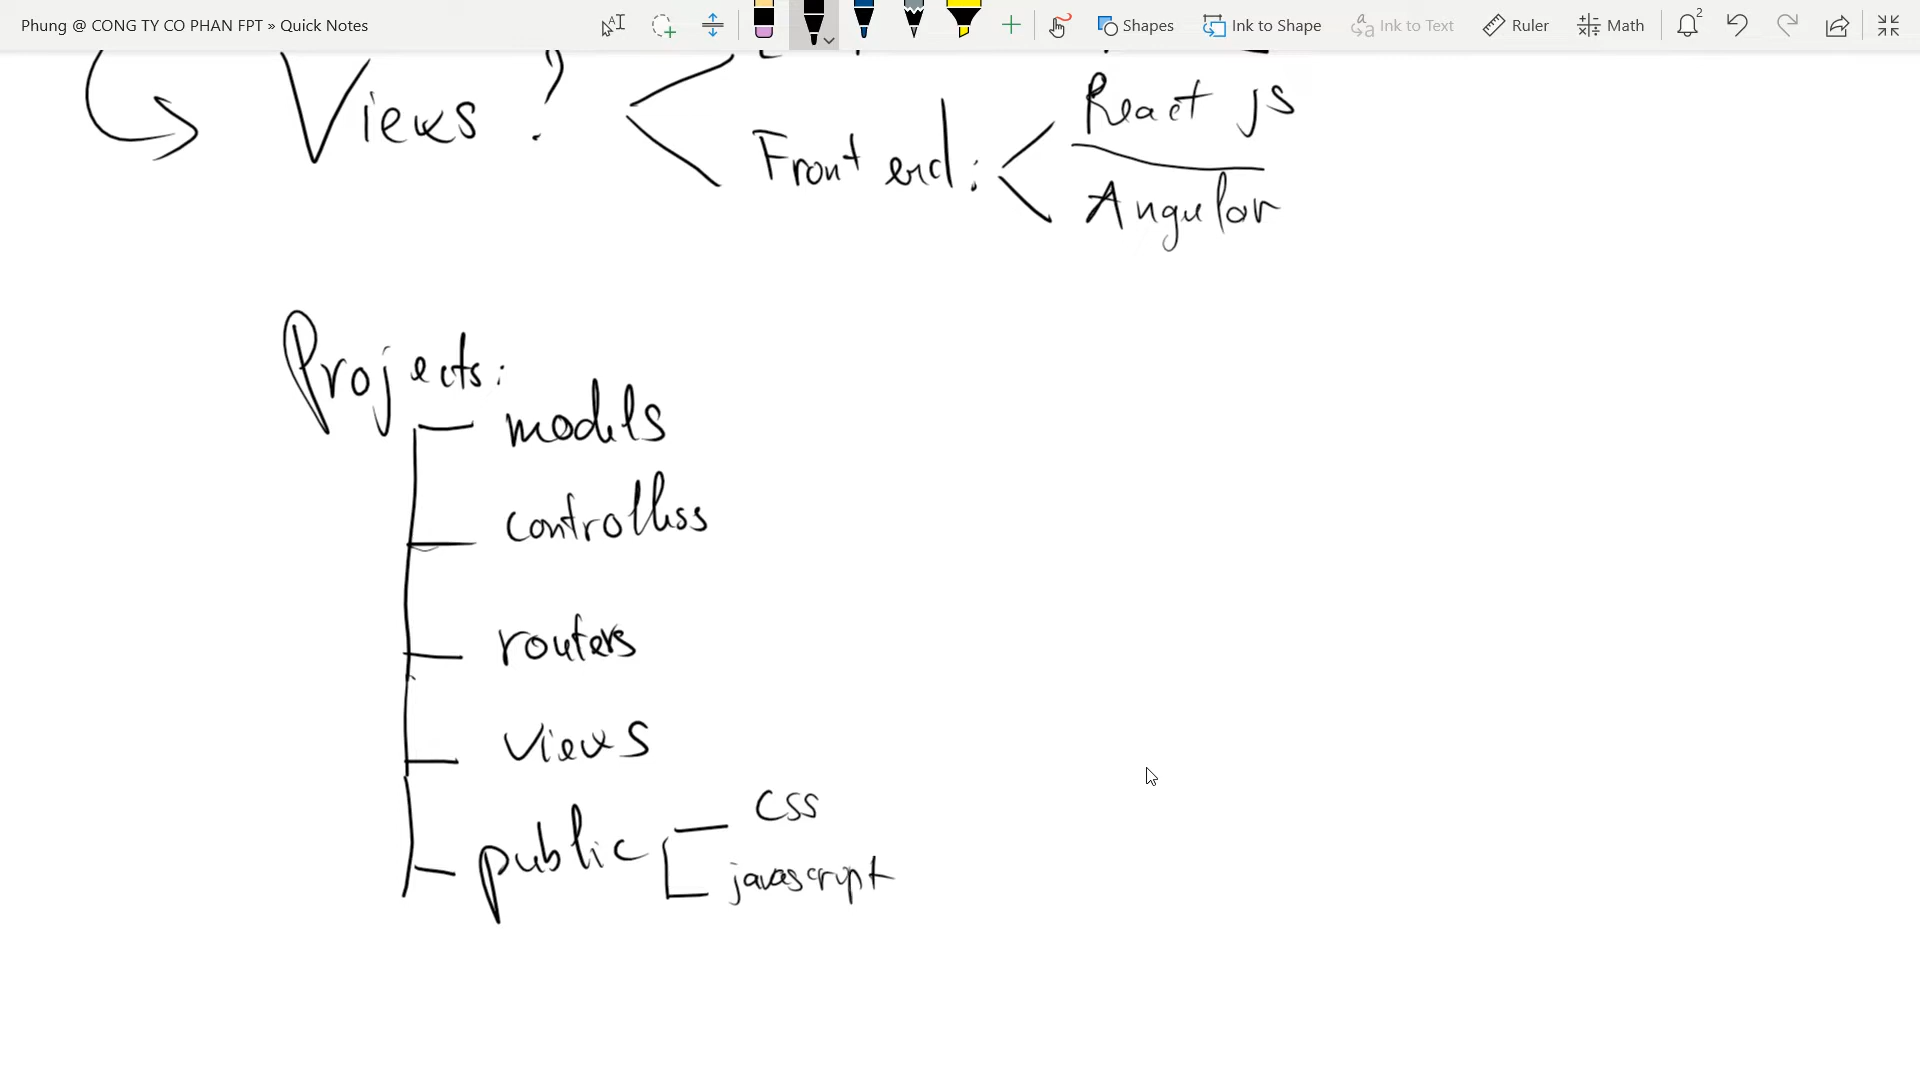 Phung @ CONG TY CO PHAN FPT » Quick Notes
Shapes
Ink to Shape
Ink to Text
Ruler
Math
2
Views ?
React js
Front end :
Angular
Projects :
models
controllers
routers
views
public
css
javascript